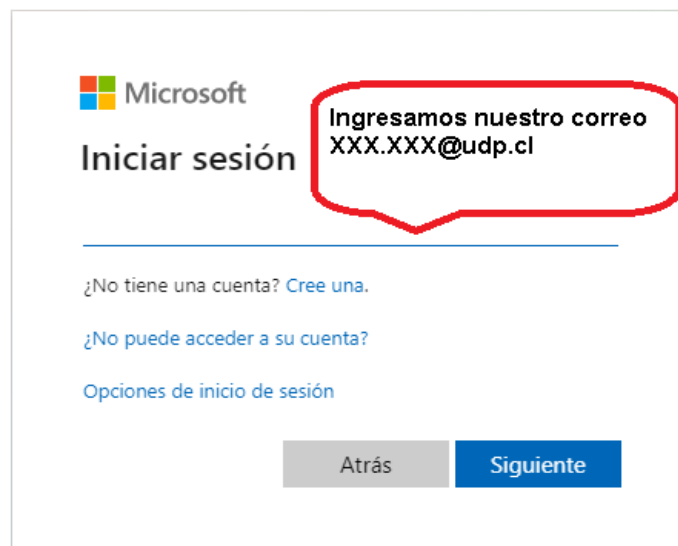 Microsoft
Iniciar sesión
Ingresamos nuestro correo
XXX.XXX@udp.cl
¿No tiene una cuenta? Cree una.
¿No puede acceder a su cuenta?
Opciones de inicio de sesión
Atrás
Siguiente